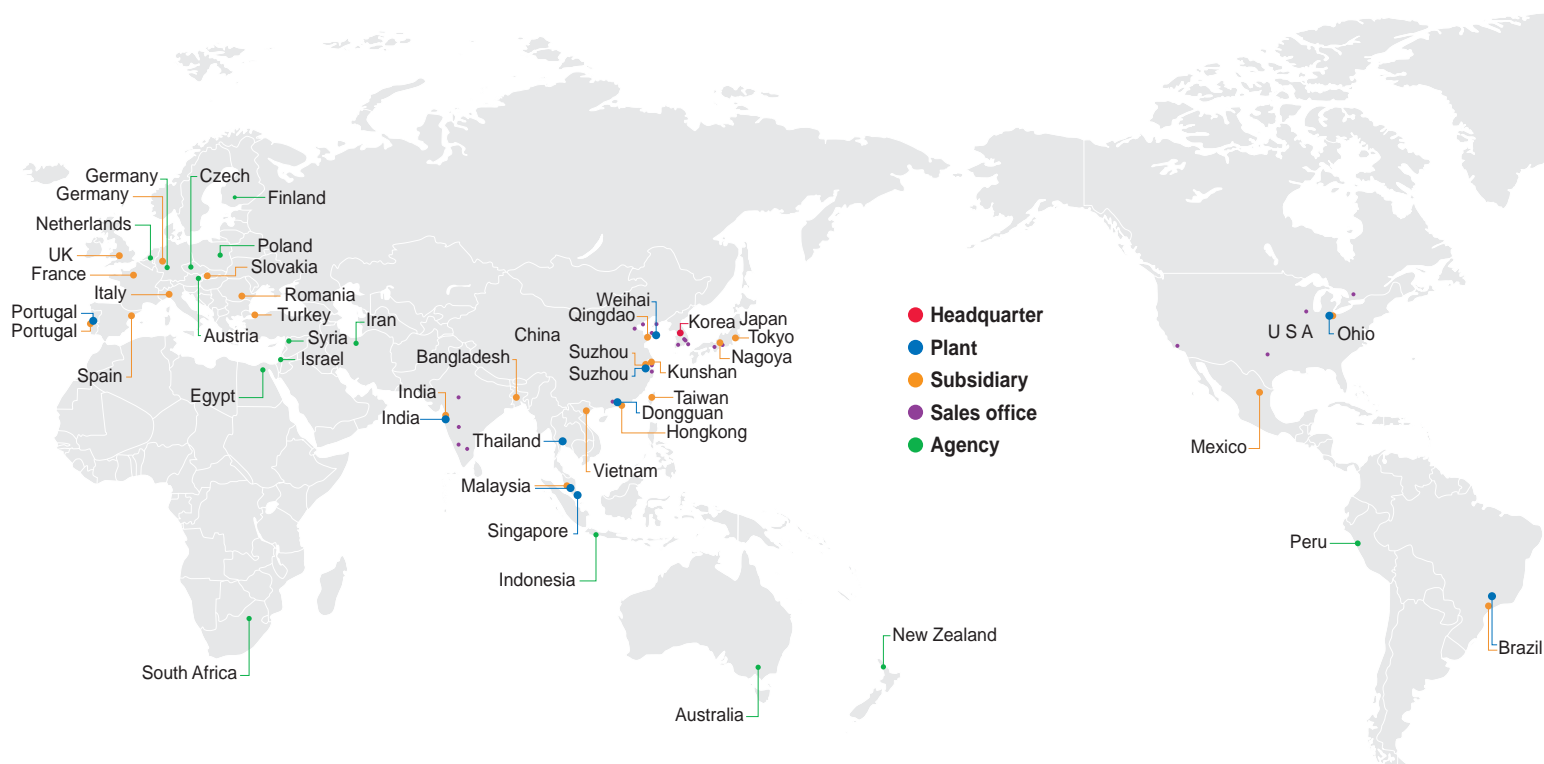 Germany
Czech
Germany
Finland
Netherlands
Poland
UK
Slovakia
France
Italy
Romania
Portugal
Turkey
Portugal
Iran
Austria
Syria
Israel
Spain
Egypt
South Africa
Weihai
Qingdao
Korea
Japan
China
Tokyo
Bangladesh
Suzhou
Nagoya
Suzhou
Kunshan
India
Taiwan
India
Dongguan
Hongkong
Thailand
Vietnam
Malaysia
Singapore
Indonesia
New Zealand
Australia
Headquarter
Plant
Subsidiary
Sales office
Agency
U S A
Ohio
Mexico
Peru
Brazil